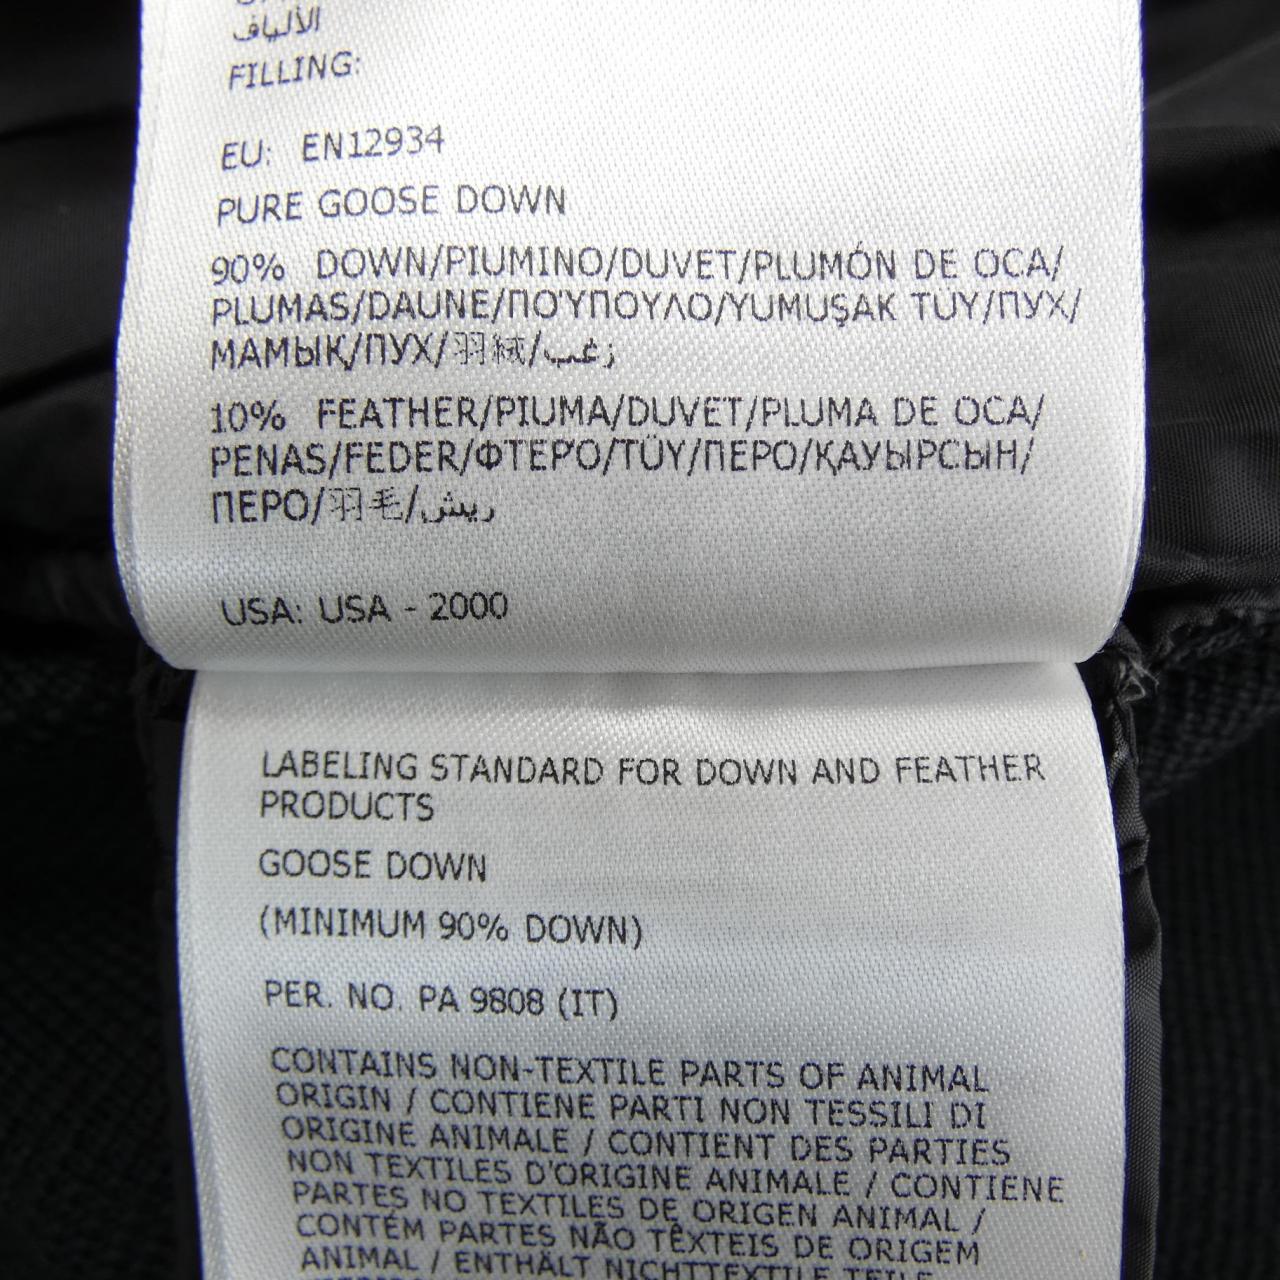 الألياف
FILLING:
EU: EN12934
PURE GOOSE DOWN
90% DOWN/PIUMINO/DUVET/PLUMÓN DE OCA/
PLUMAS/DAUNE/ΠΟΎΠΟΥΛΟ/YUMUŞAK TÜY/ПУХ/
МАМЫҚ/ПУХ/羽絨/زغب
10% FEATHER/PIUMA/DUVET/PLUMA DE OCA/
PENAS/FEDER/ΦΤΕΡΌ/TÜY/ПЕРО/ҚАУЫРСЫН/
ПЕРО/羽毛/ريش
USA: USA - 2000
LABELING STANDARD FOR DOWN AND FEATHER
PRODUCTS
GOOSE DOWN
(MINIMUM 90% DOWN)
PER. NO. PA 9808 (IT)
CONTAINS NON-TEXTILE PARTS OF ANIMAL
ORIGIN / CONTIENE PARTI NON TESSILI DI
ORIGINE ANIMALE / CONTIENT DES PARTIES
NON TEXTILES D'ORIGINE ANIMALE / CONTIENE
PARTES NO TEXTILES DE ORIGEN ANIMAL /
CONTÉM PARTES NÃO TÊXTEIS DE ORIGEM
ANIMAL / ENTHÄLT NICHTTEXTILE TEILE